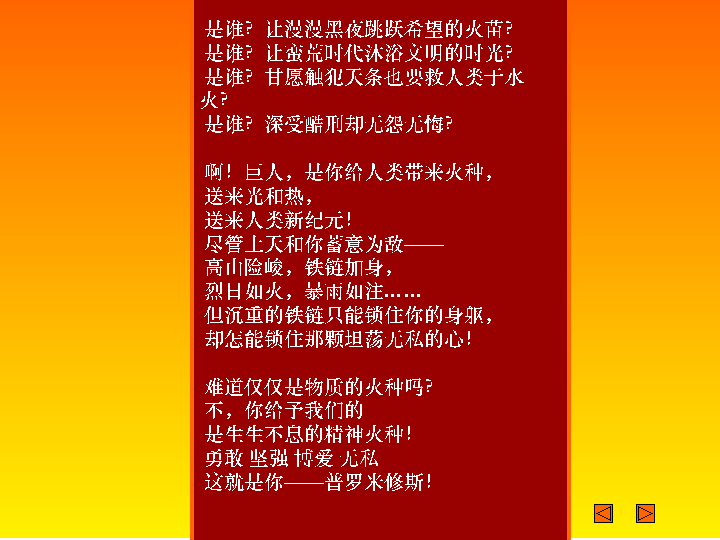 是谁？让漫漫黑夜跳跃希望的火苗？
是谁？让蛮荒时代沐浴文明的时光？
是谁？甘愿触犯天条也要救人类于水
火？
是谁？深受酷刑却无怨无悔？
啊！巨人，是你给人类带来火种，
送来光和热，
送来人类新纪元！
尽管上天和你蓄意为敌——
高山险峻，铁链加身，
烈日如火，暴雨如注……
但沉重的铁链只能锁住你的身躯，
却怎能锁住那颗坦荡无私的心！
难道仅仅是物质的火种吗？
不，你给予我们的
是生生不息的精神火种！
勇敢 坚强 博爱 无私
这就是你——普罗米修斯！